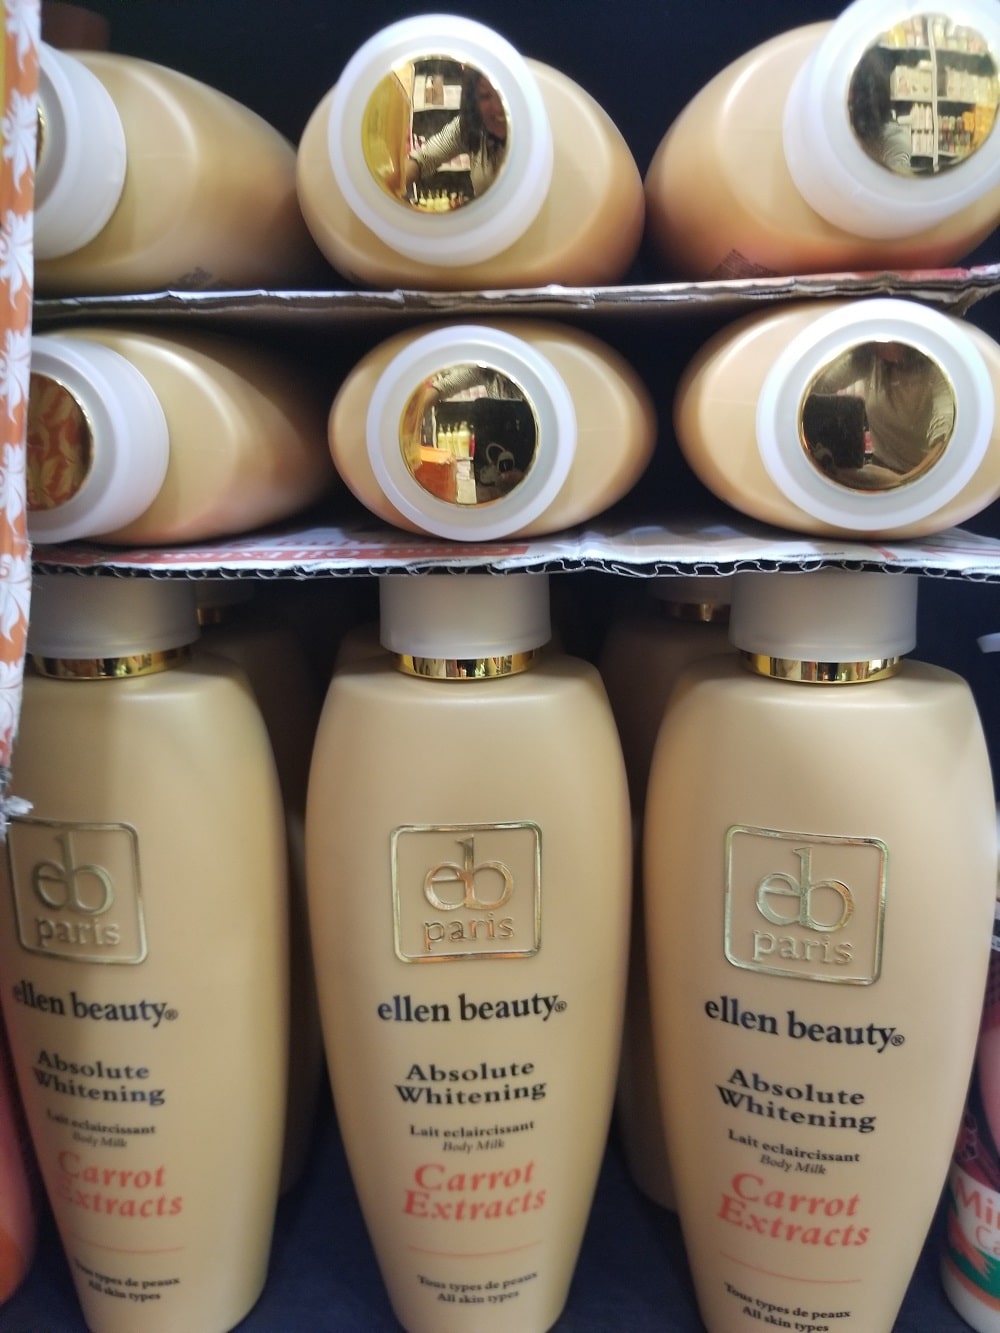 eb
paris
ellen beauty®
Absolute
Whitening
Lait eclaircissant
Body Milk
Carrot
Extracts
Tous types de peaux
All skin types
eb
paris
ellen beauty®
Absolute
Whitening
Lait eclaircissant
Body Milk
Carrot
Extracts
Tous types de peaux
All skin types
eb
paris
ellen beauty®
Absolute
Whitening
Lait eclaircissant
Body Milk
Carrot
Extracts
Tous types de peaux
All skin types